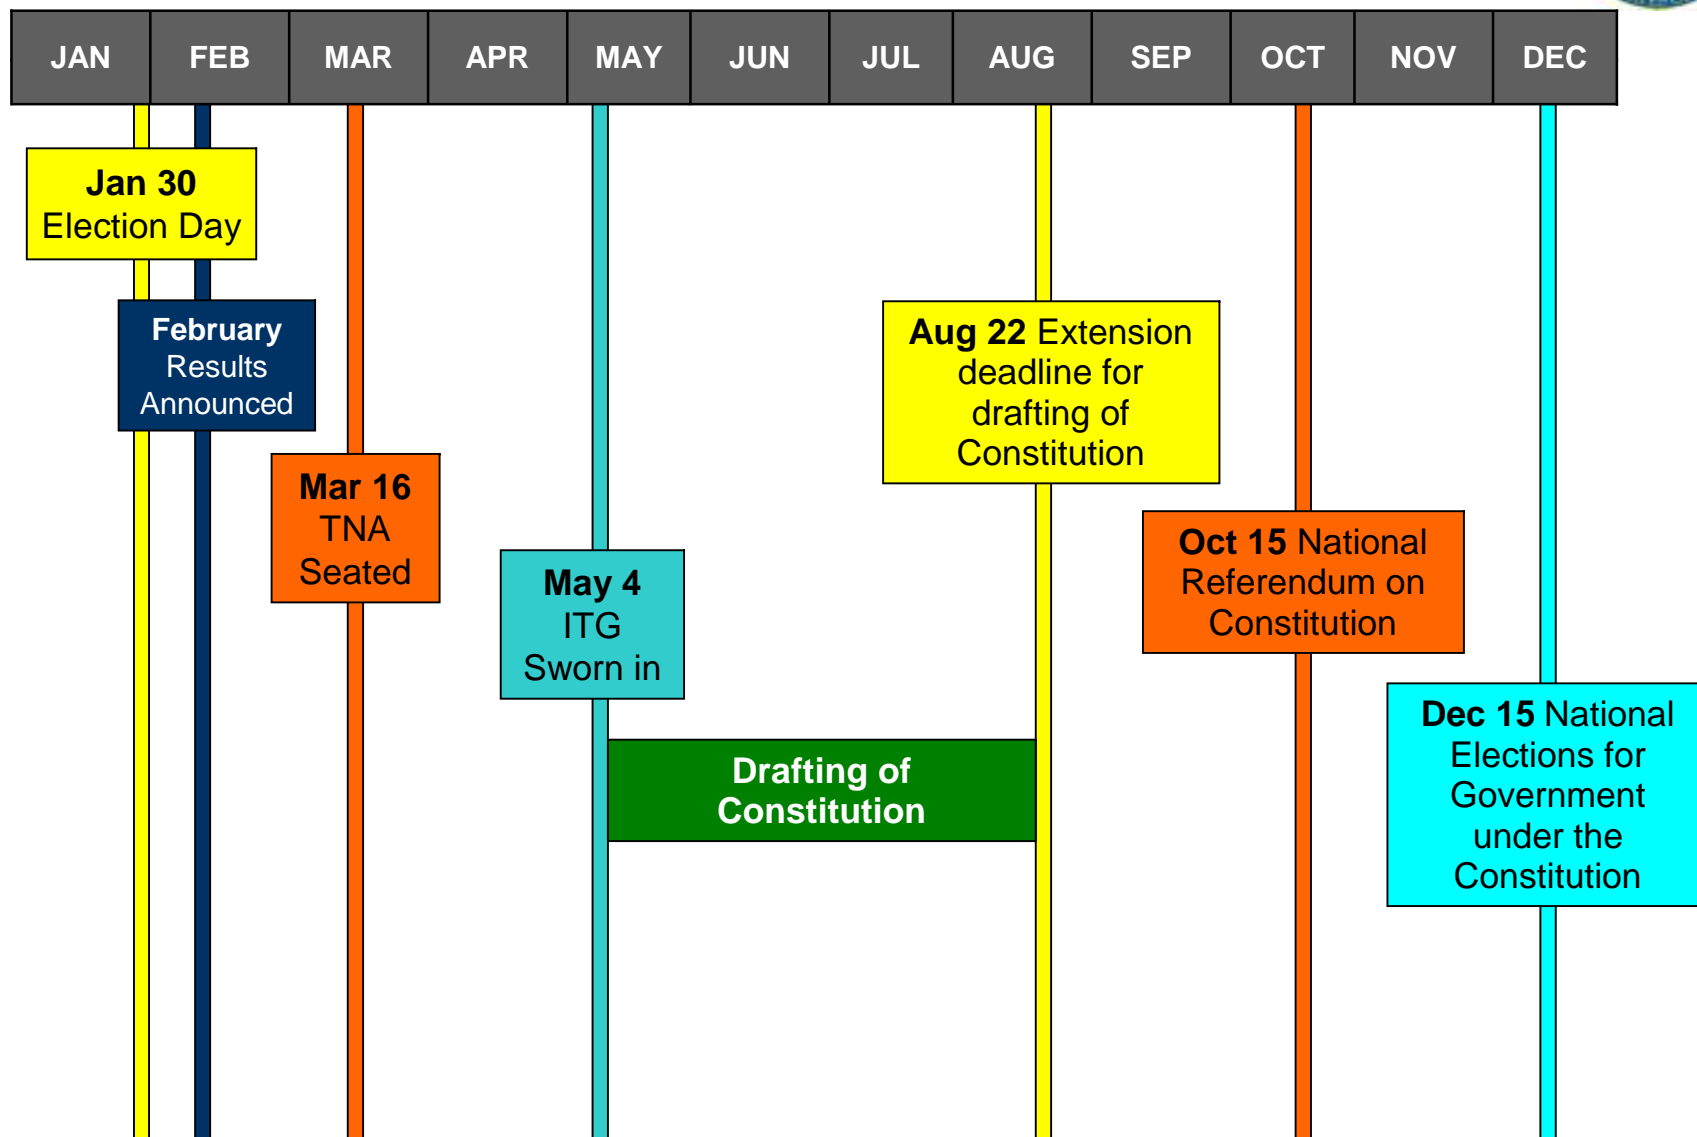 JAN FEB MAR APR MAY JUN JUL AUG SEP OCT NOV DEC
Jan 30
Election Day
February
Results
Announced
Mar 16
TNA
Seated
May 4
ITG
Sworn in
Drafting of
Constitution
Aug 22 Extension
deadline for
drafting of
Constitution
Oct 15 National
Referendum on
Constitution
Dec 15 National
Elections for
Government
under the
Constitution